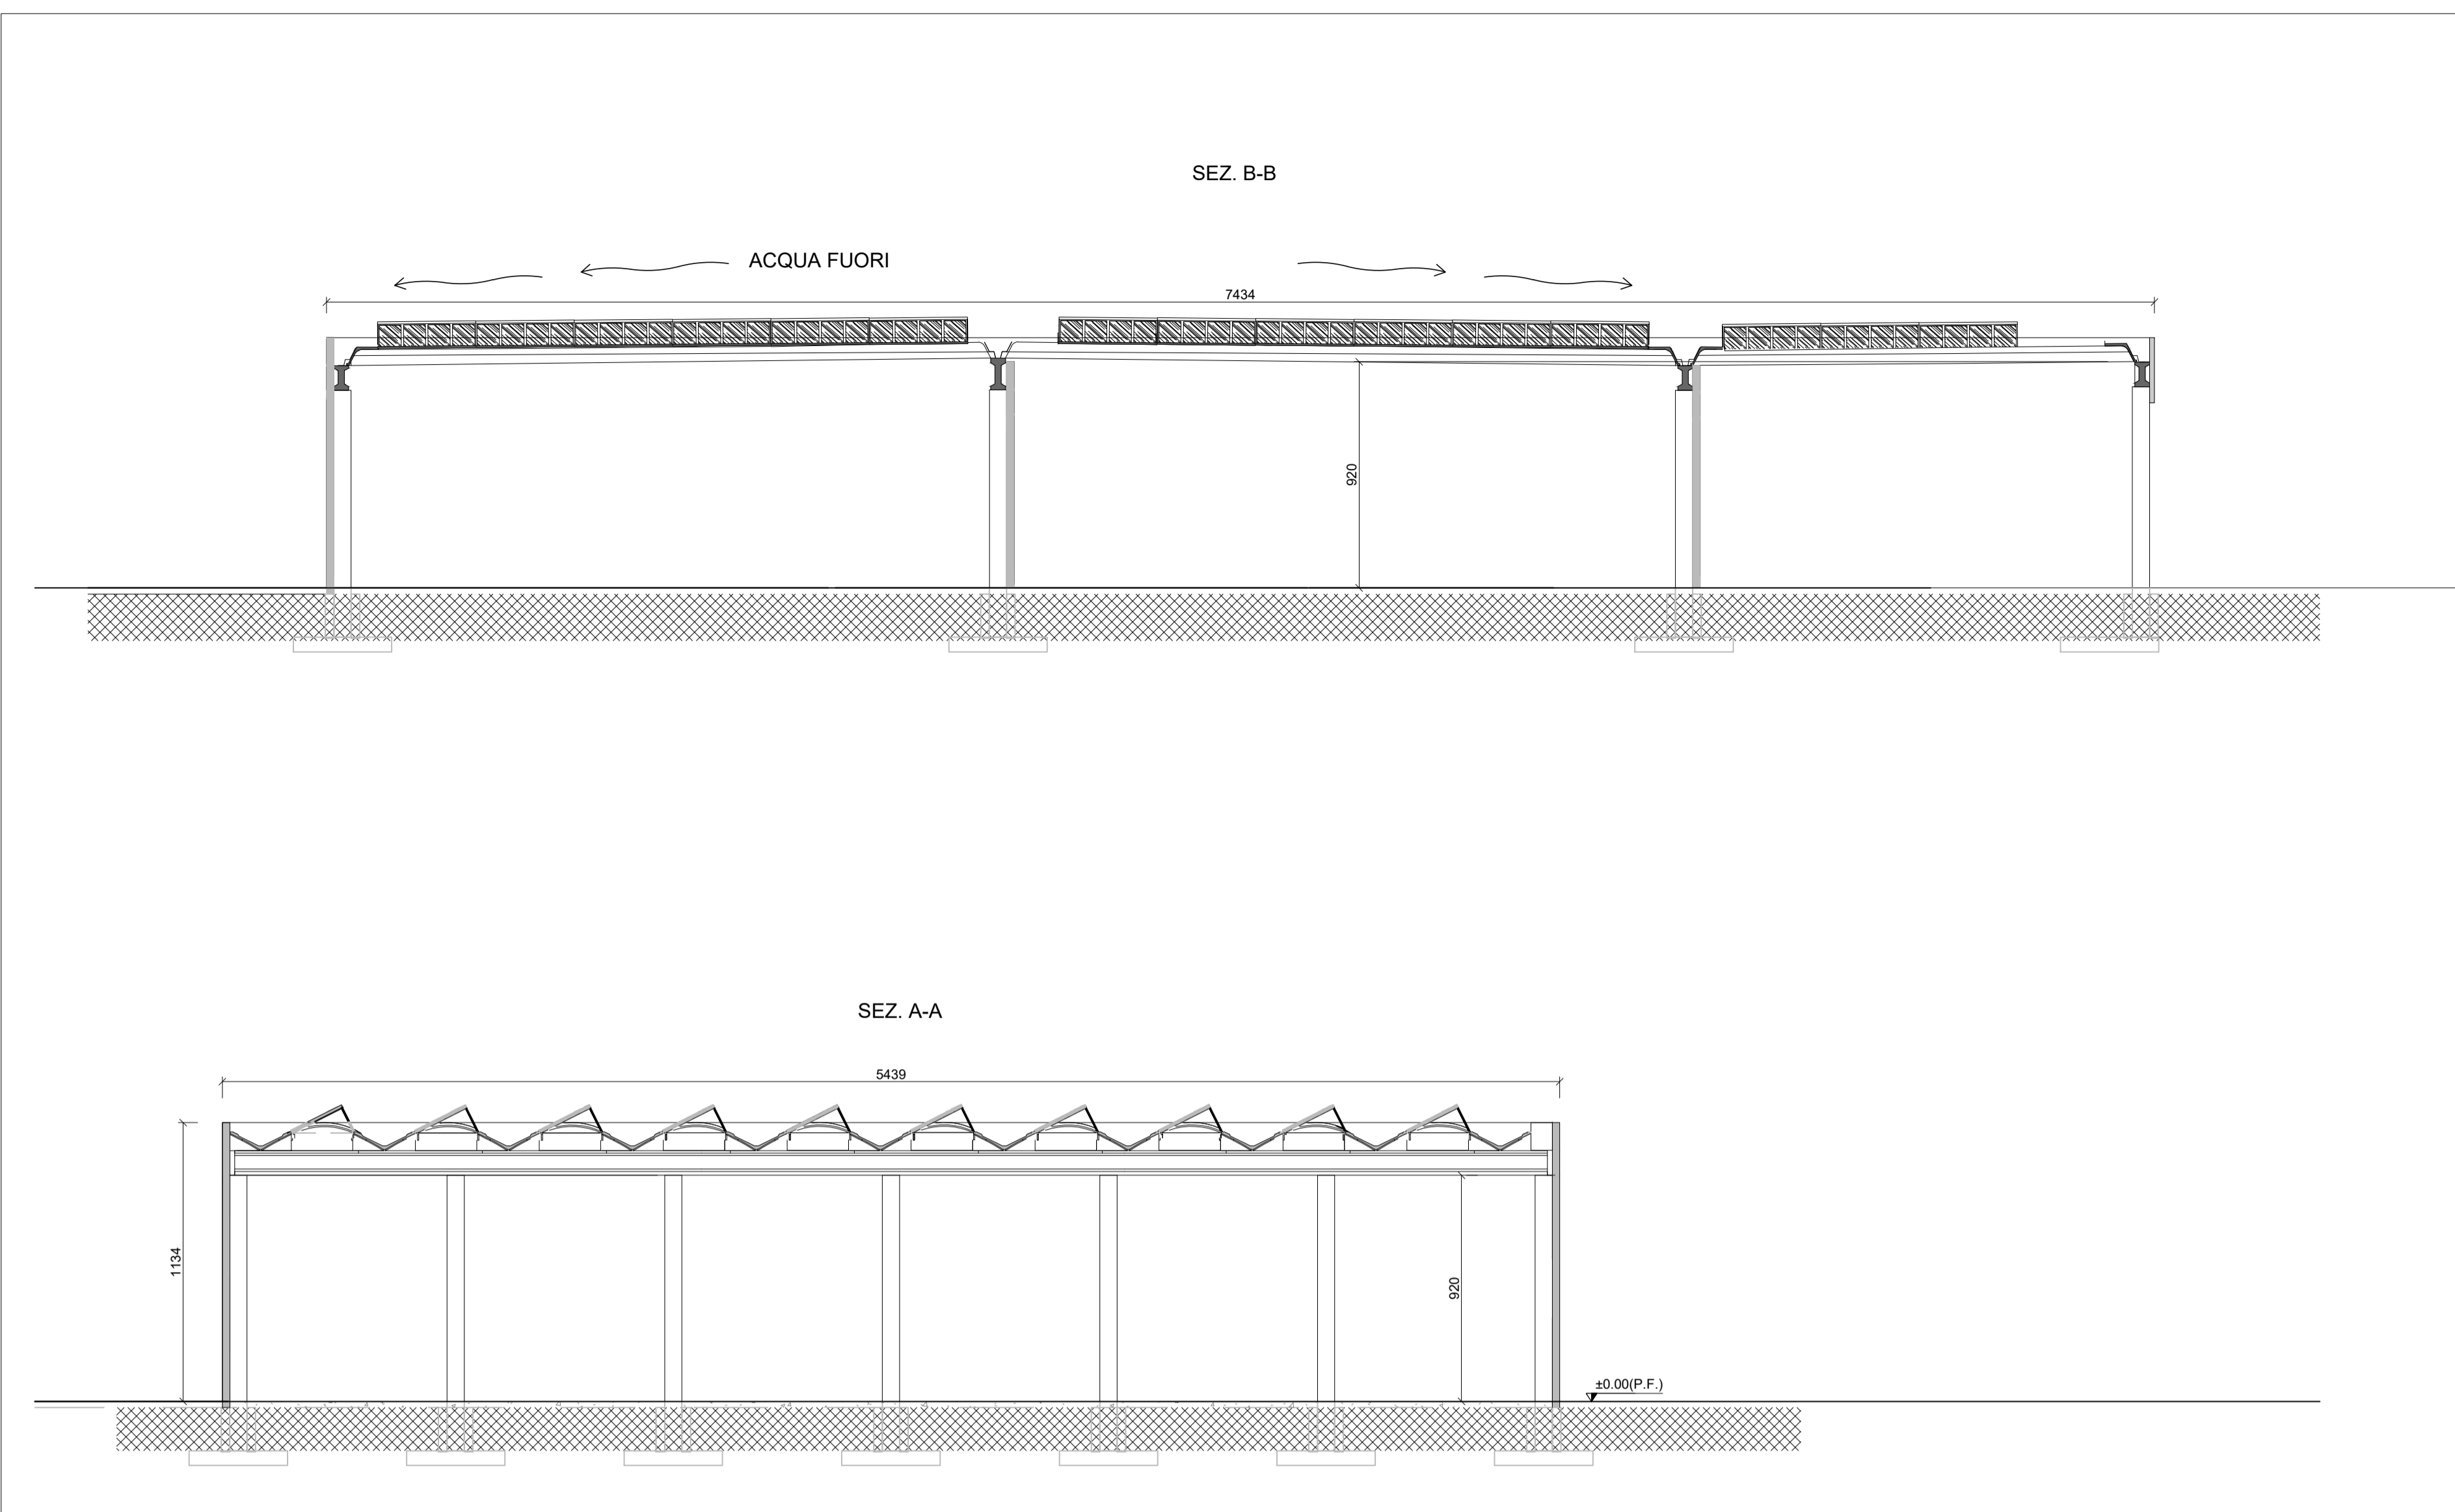 SEZ. B-B
ACQUA FUORI
7434
920
SEZ. A-A
5439
1134
920
±0.00(P.F.)